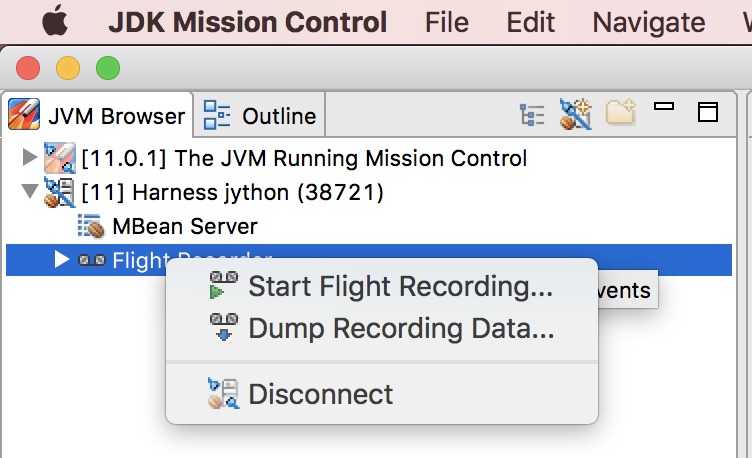 JDK Mission Control File Edit Navigate
JVM Browser Outline
[11.0.1] The JVM Running Mission Control
[11] Harness jython (38721)
MBean Server
Flight Recorder
Start Flight Recording...
vents
Dump Recording Data...
Disconnect